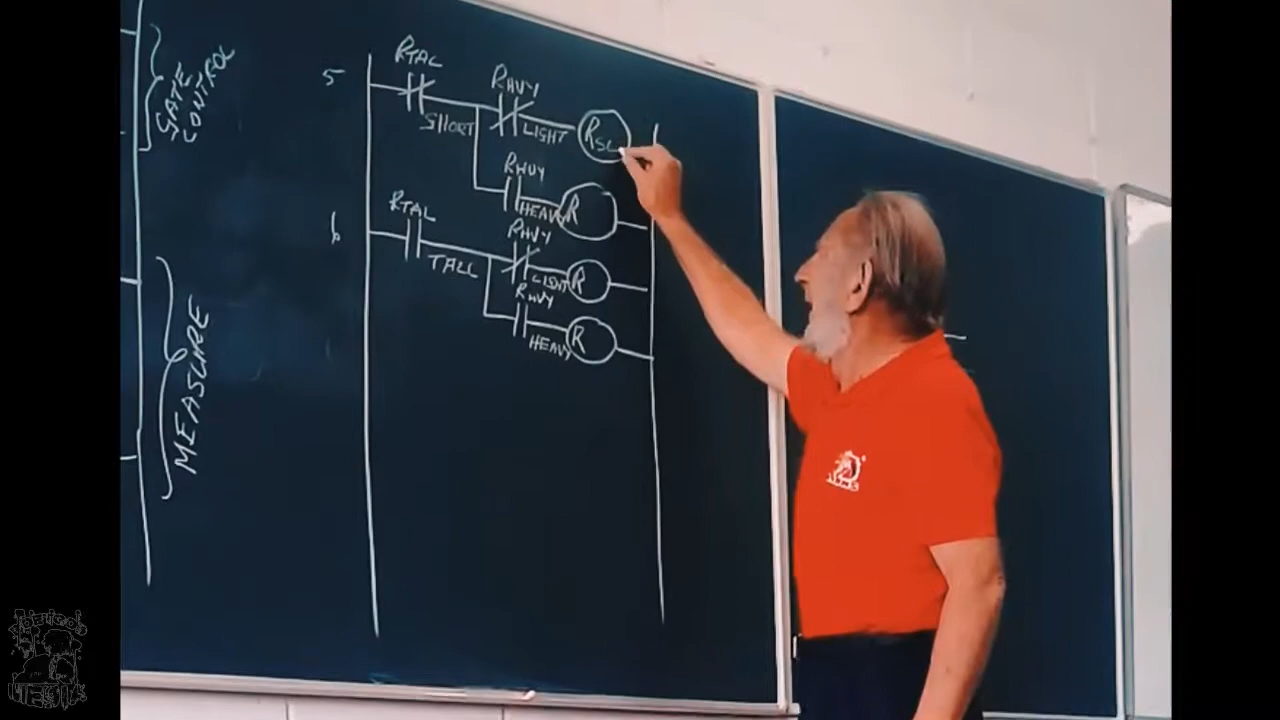 GATE
CONTROL
MEASURE
5
RTAL
SHORT
RHVY
LIGHT
RSL
RHVY
HEAVY
R
6
RTAL
TALL
RHVY
LIGHT
R
RHVY
HEAVY
R